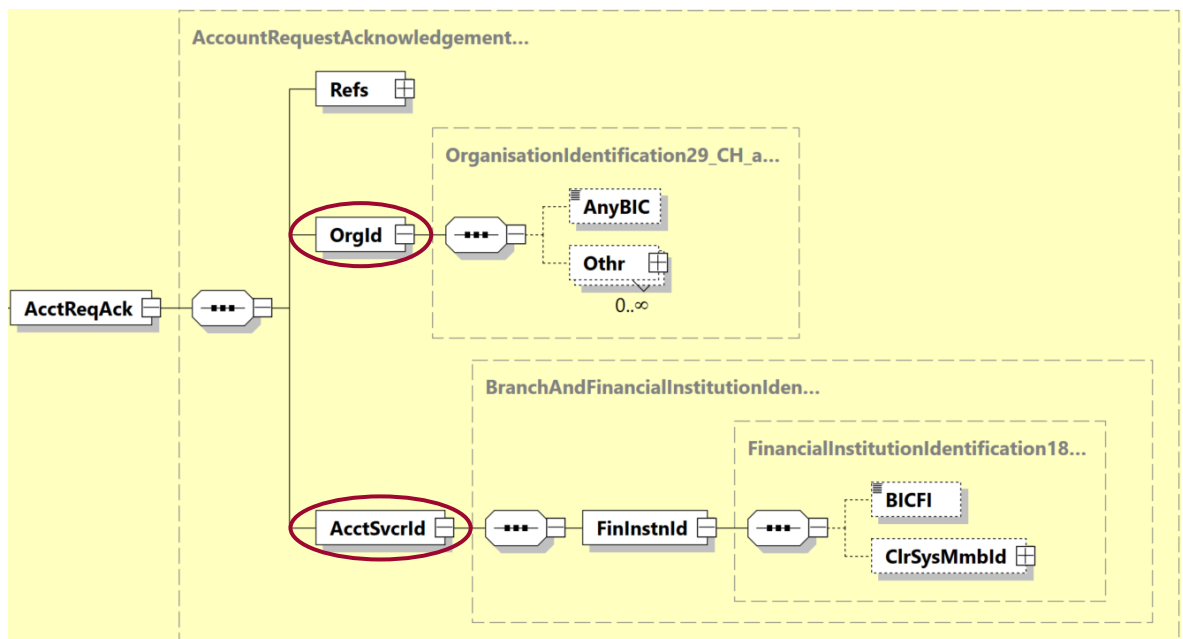 AccountRequestAcknowledgement...
Refs
OrganisationIdentification29_CH_a...
AnyBIC
OrgId
Othr
0..∞
AcctReqAck
BranchAndFinancialInstitutionIden...
FinancialInstitutionIdentification18...
BICFI
AcctSvcrId
FinInstnId
ClrSysMmbId